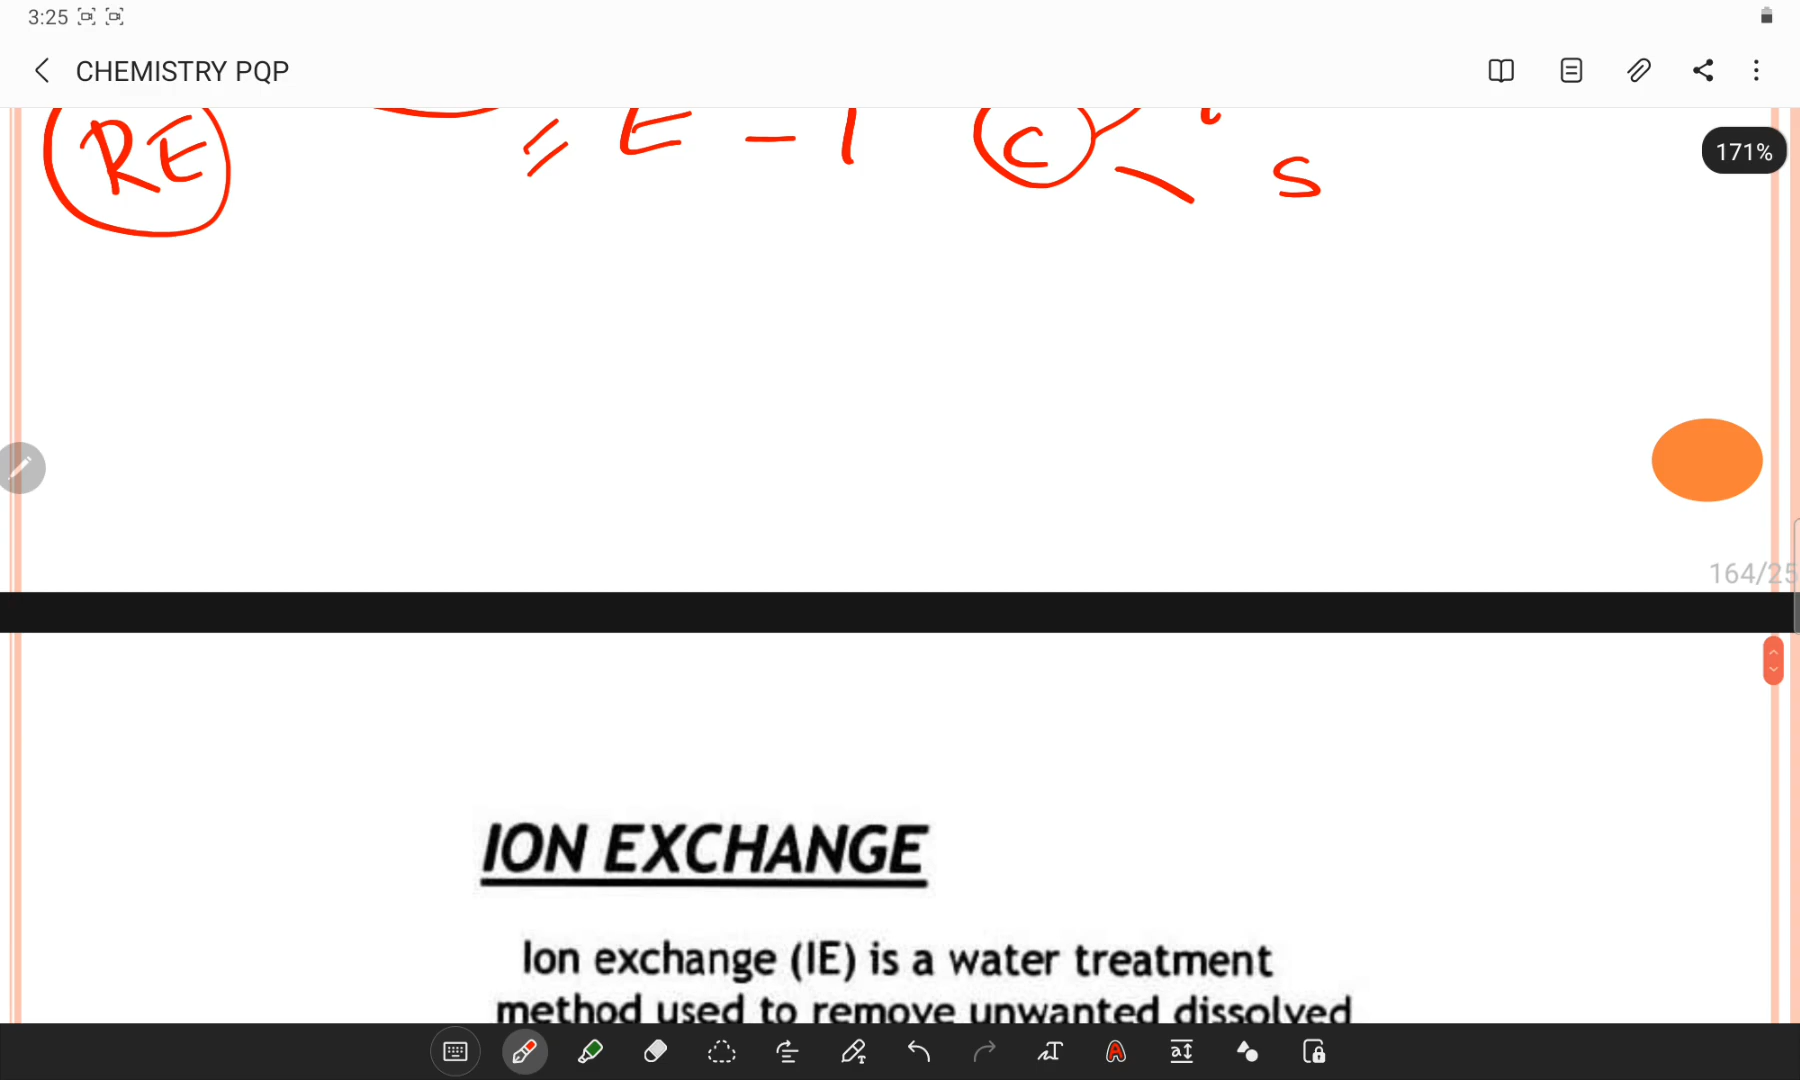 3:25
CHEMISTRY PQP
RE = E - 1 C
s
171%
164/25
ION EXCHANGE
Ion exchange (IE) is a water treatment
method used to remove unwanted dissolved